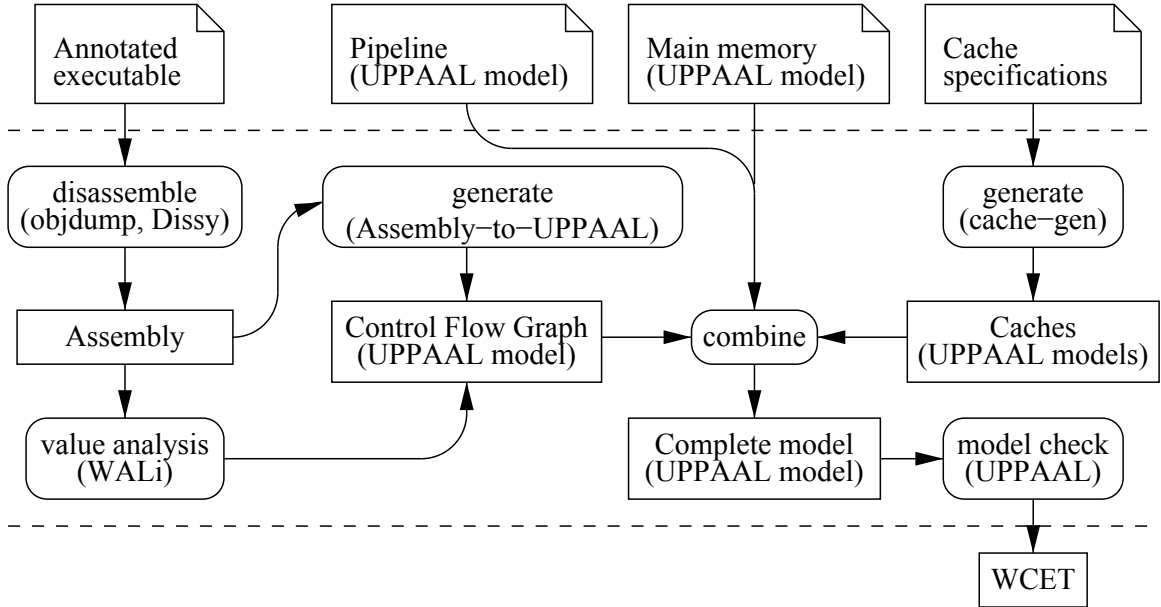 Annotated
executable
Pipeline
(UPPAAL model)
Main memory
(UPPAAL model)
Cache
specifications
disassemble
(objdump, Dissy)
generate
(Assembly−to−UPPAAL)
generate
(cache−gen)
Assembly
Control Flow Graph
(UPPAAL model)
combine
Caches
(UPPAAL models)
value analysis
(WALi)
Complete model
(UPPAAL model)
model check
(UPPAAL)
WCET